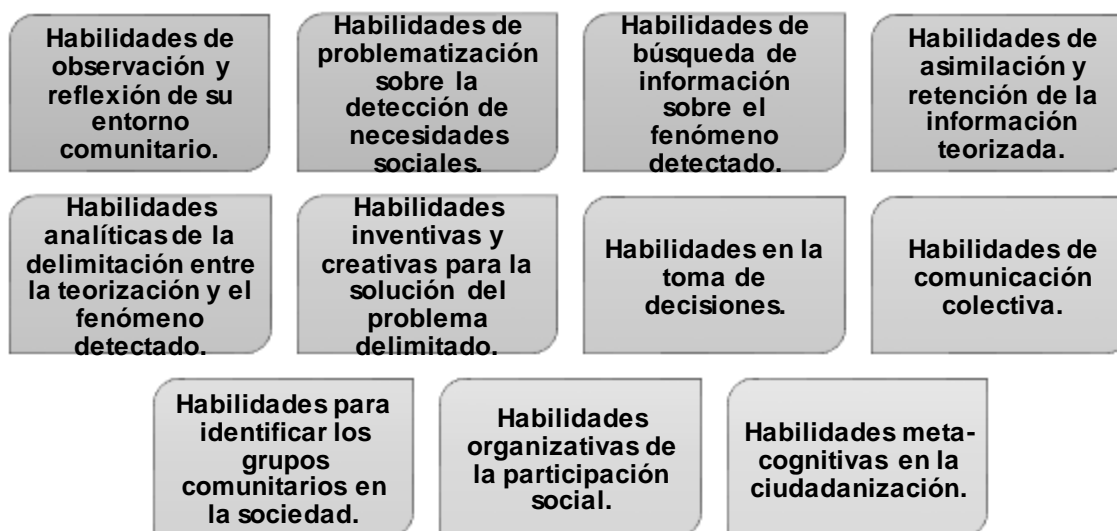 Habilidades de
observación y
reflexión de su
entorno
comunitario.
Habilidades de
problematización
sobre la
detección de
necesidades
sociales.
Habilidades de
búsqueda de
información
sobre el
fenómeno
detectado.
Habilidades de
asimilación y
retención de la
información
teorizada.
Habilidades
analíticas de la
delimitación entre
la teorización y el
fenómeno
detectado.
Habilidades
inventivas y
creativas para la
solución del
problema
delimitado.
Habilidades en la
toma de
decisiones.
Habilidades de
comunicación
colectiva.
Habilidades para
identificar los
grupos
comunitarios en
la sociedad.
Habilidades
organizativas de
la participación
social.
Habilidades meta-
cognitivas en la
ciudadanización.